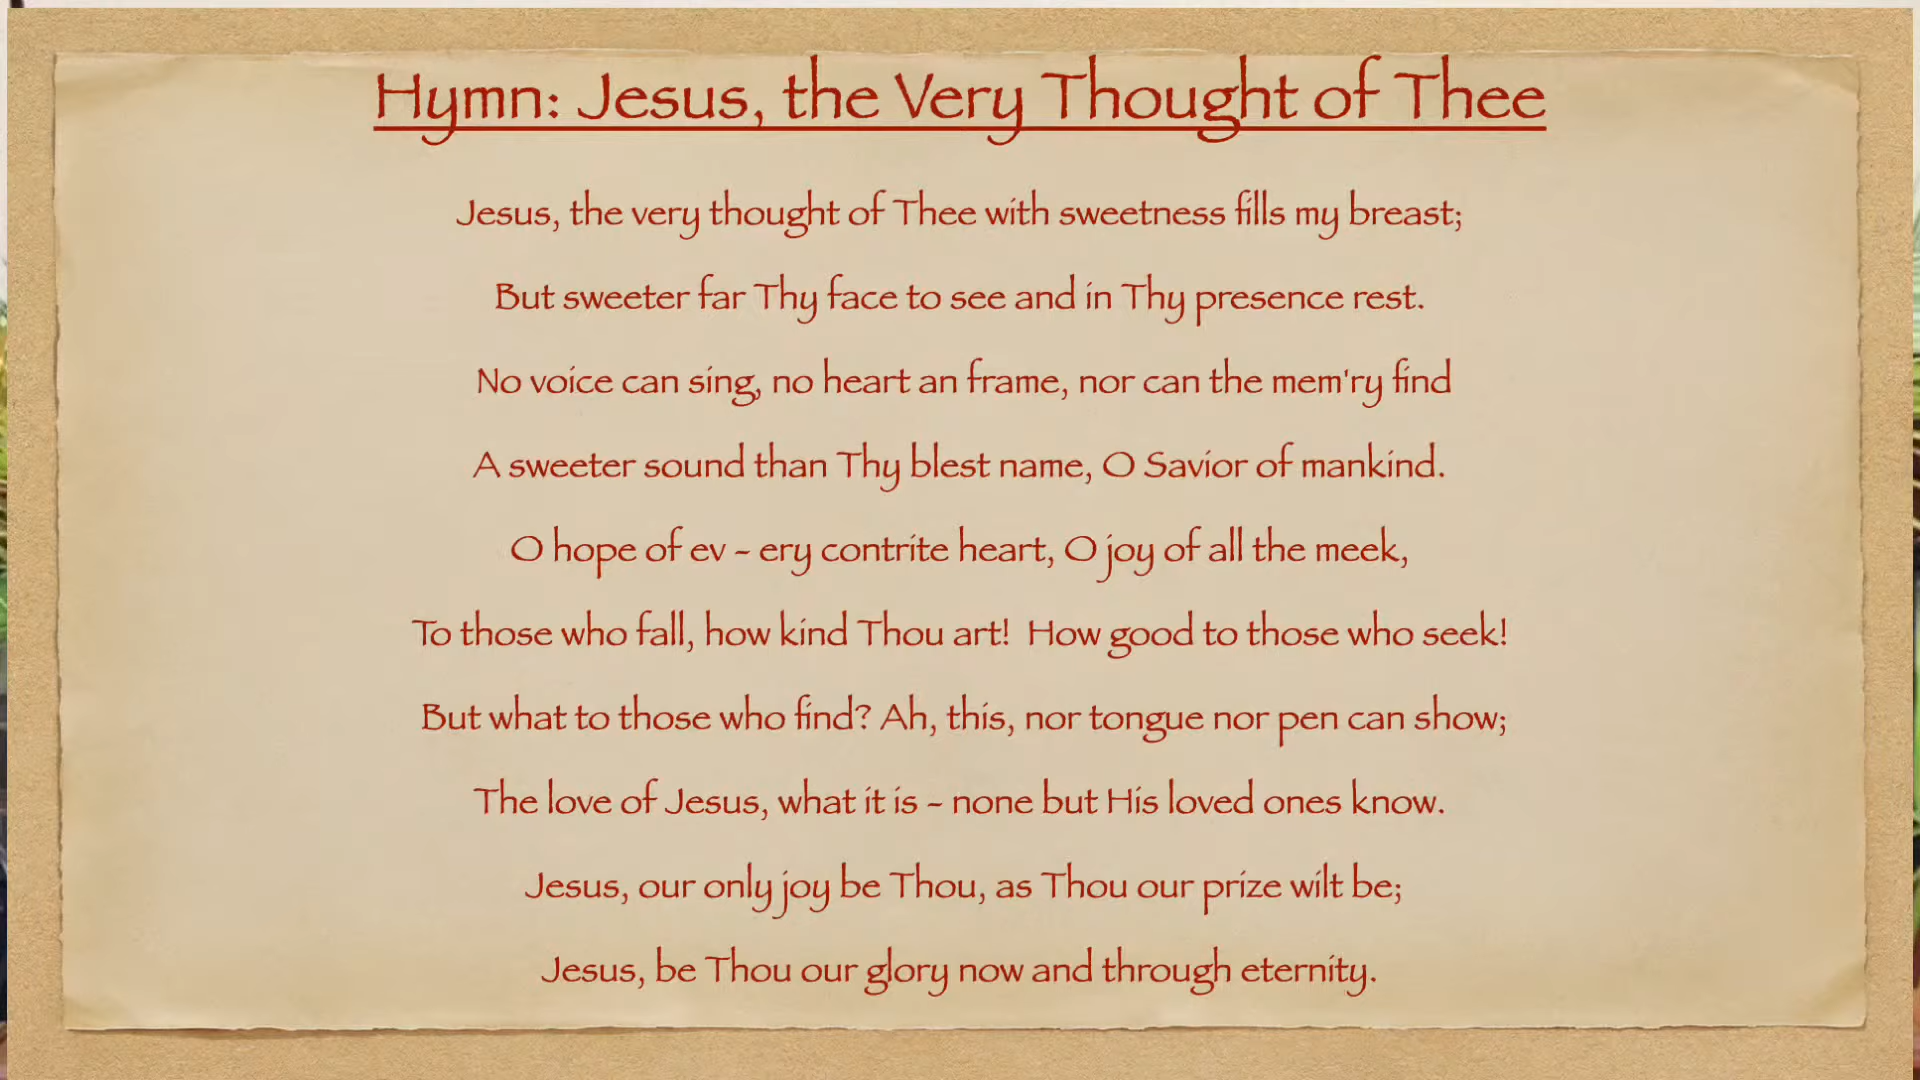 Hymn: Jesus, the Very Thought of Thee
Jesus, the very thought of Thee with sweetness fills my breast;
But sweeter far Thy face to see and in Thy presence rest.
No voice can sing, no heart an frame, nor can the mem'ry find
A sweeter sound than Thy blest name, O Savior of mankind.
O hope of ev - ery contrite heart, O joy of all the meek,
To those who fall, how kind Thou art!  How good to those who seek!
But what to those who find? Ah, this, nor tongue nor pen can show;
The love of Jesus, what it is - none but His loved ones know.
Jesus, our only joy be Thou, as Thou our prize wilt be;
Jesus, be Thou our glory now and through eternity.